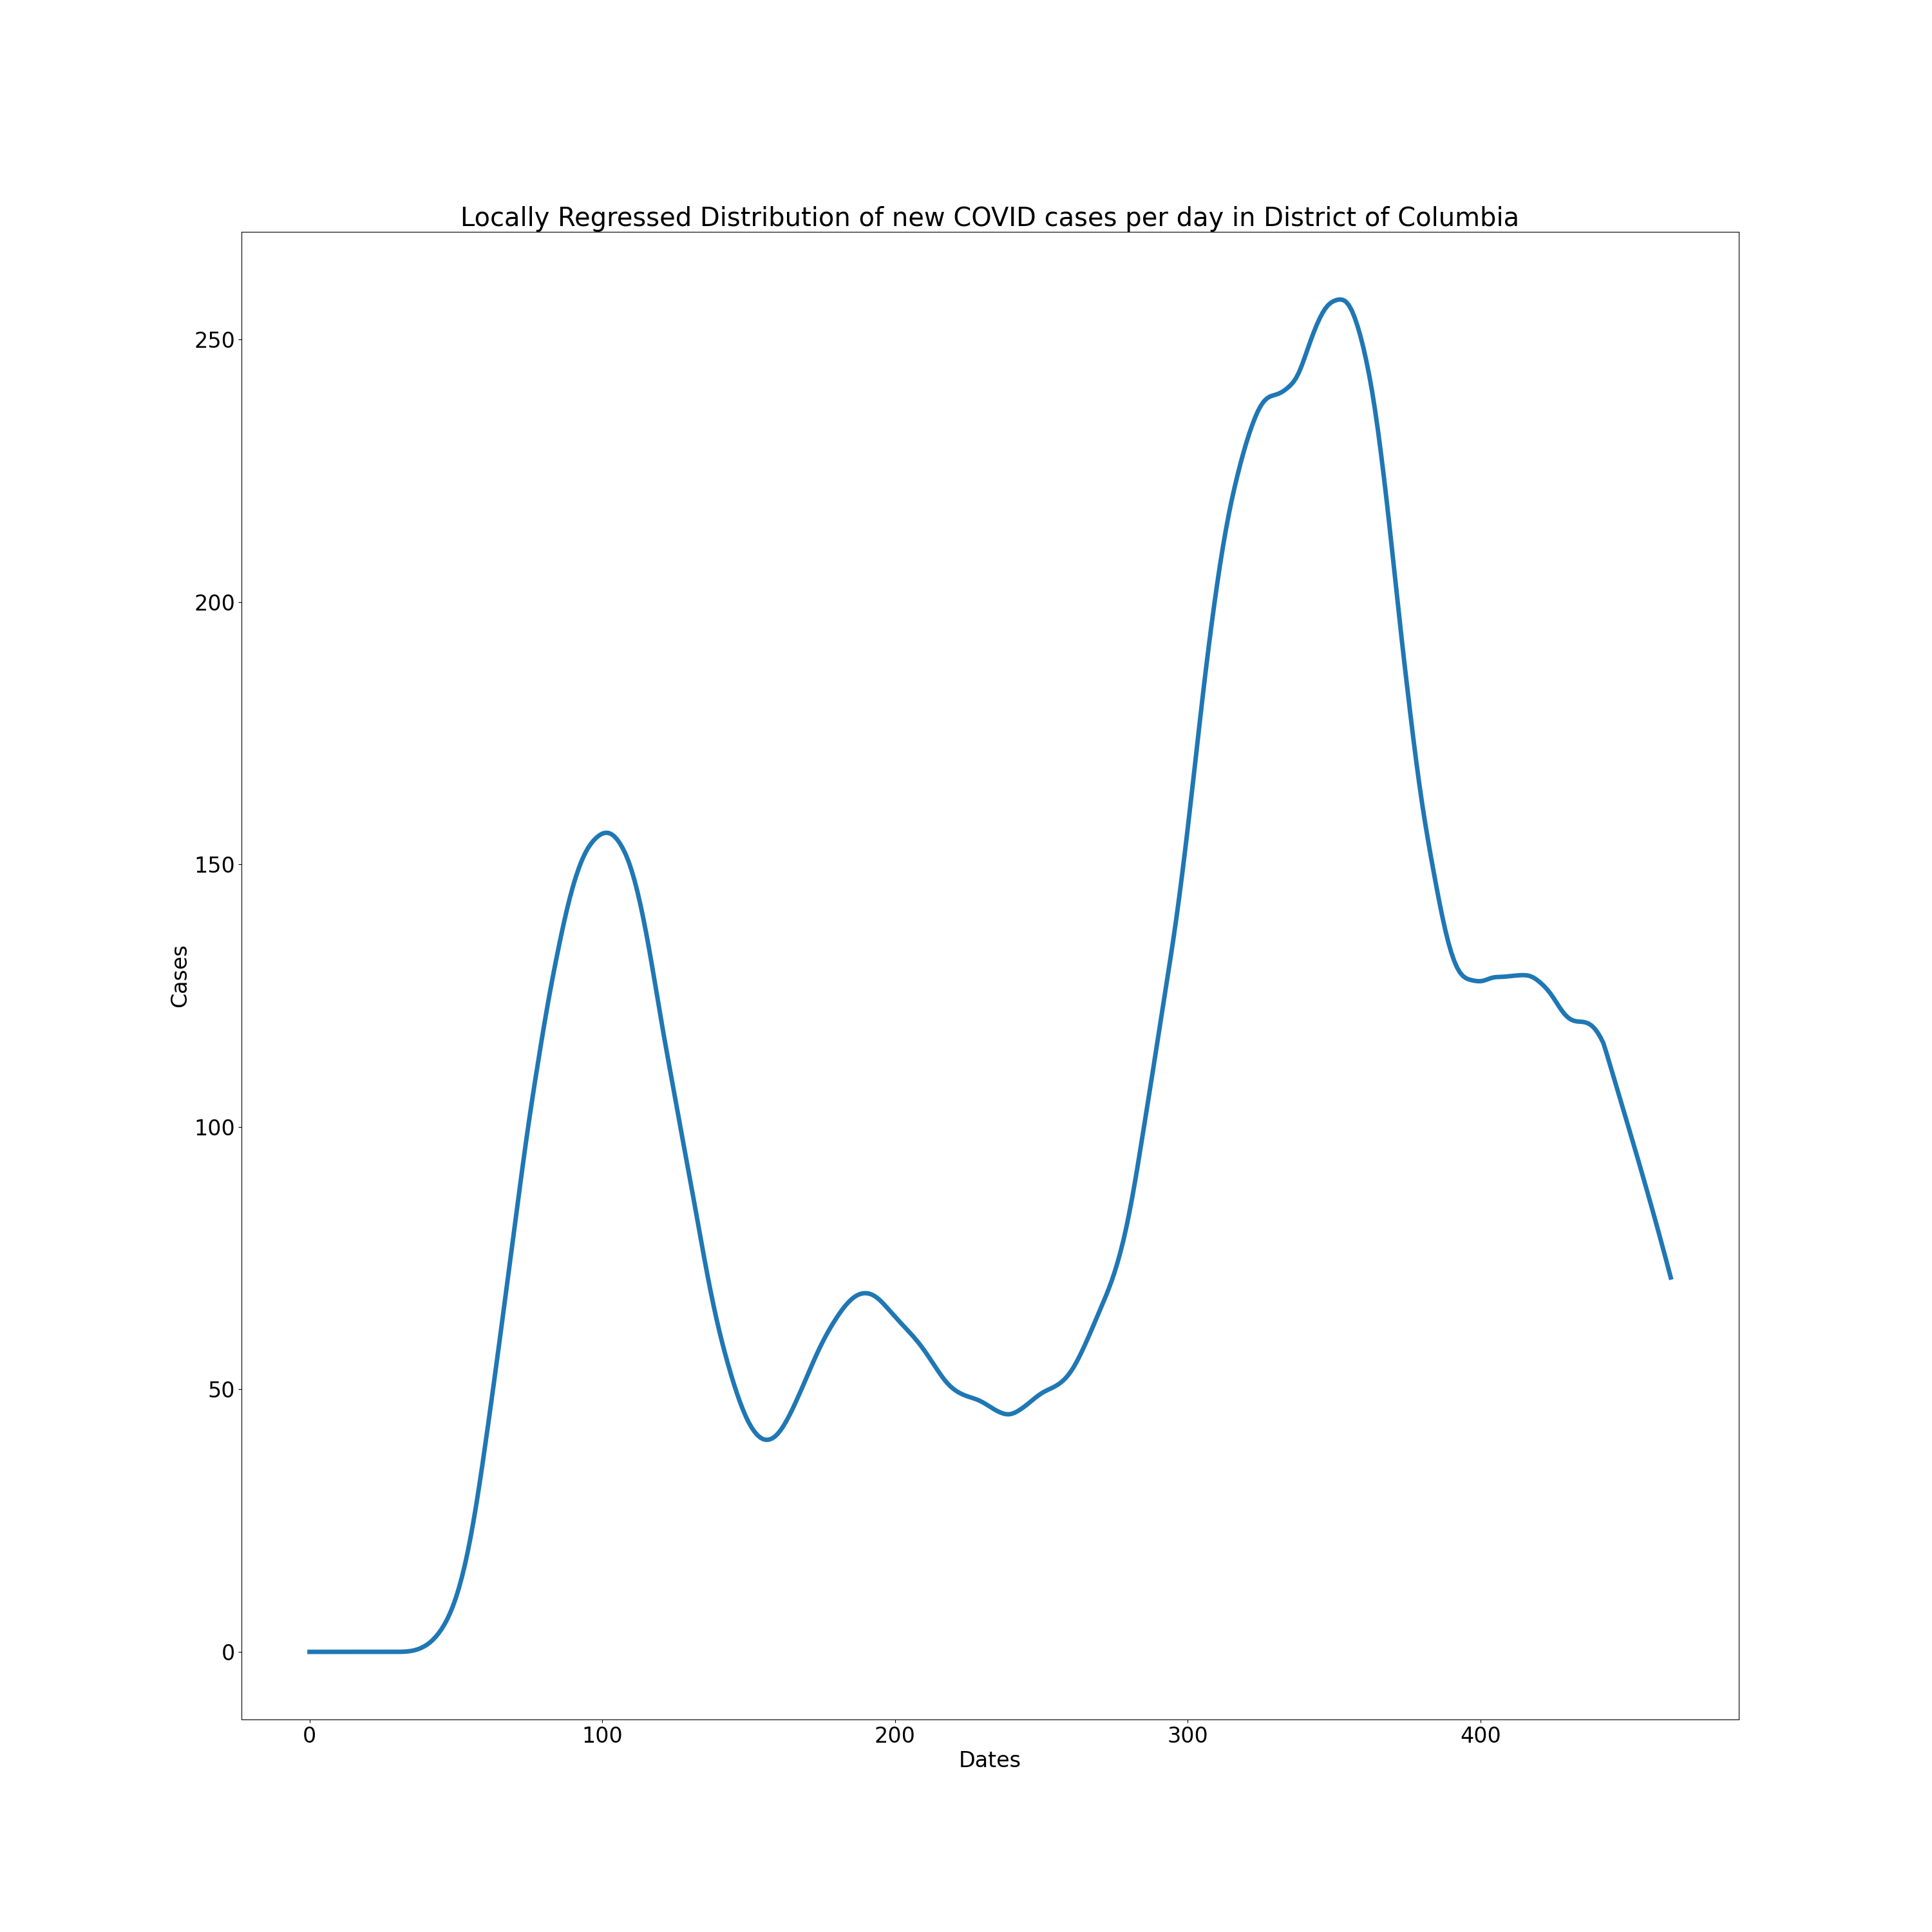 Locally Regressed Distribution of new COVID cases per day in District of Columbia
250
200
150
100
50
0
Cases
0 100 200 300 400
Dates